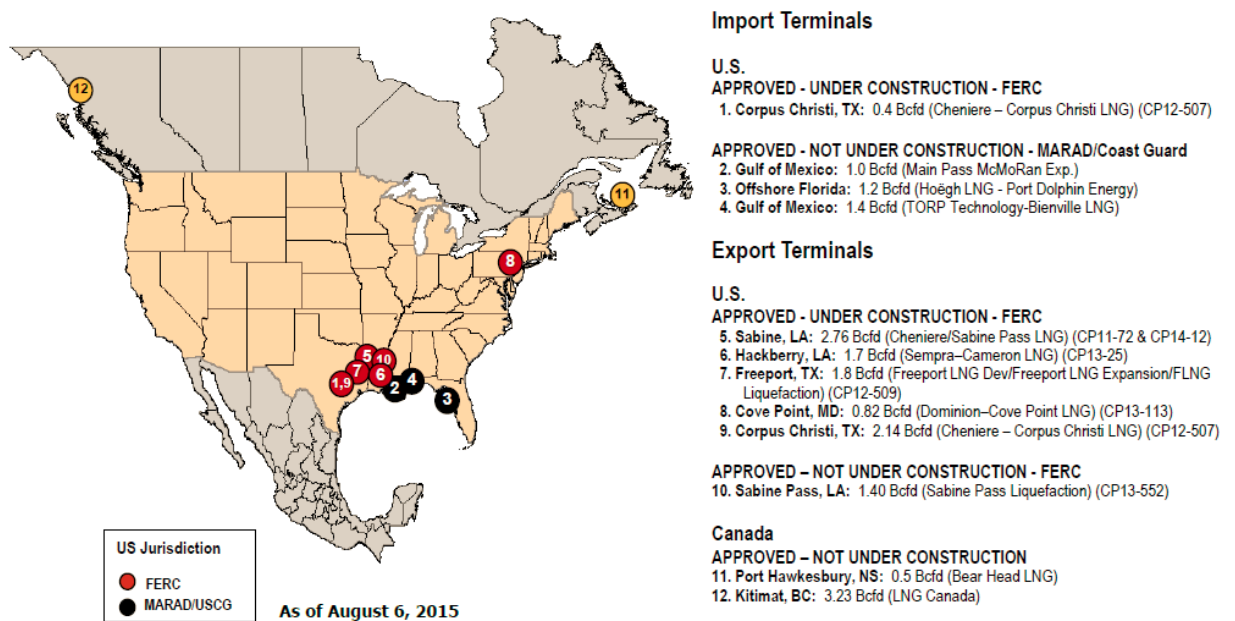 Import Terminals
U.S.
APPROVED - UNDER CONSTRUCTION - FERC
1. Corpus Christi, TX: 0.4 Bcfd (Cheniere – Corpus Christi LNG) (CP12-507)
APPROVED - NOT UNDER CONSTRUCTION - MARAD/Coast Guard
2. Gulf of Mexico: 1.0 Bcfd (Main Pass McMoRan Exp.)
3. Offshore Florida: 1.2 Bcfd (Hoëgh LNG - Port Dolphin Energy)
4. Gulf of Mexico: 1.4 Bcfd (TORP Technology-Bienville LNG)
Export Terminals
U.S.
APPROVED - UNDER CONSTRUCTION - FERC
5. Sabine, LA: 2.76 Bcfd (Cheniere/Sabine Pass LNG) (CP11-72 & CP14-12)
6. Hackberry, LA: 1.7 Bcfd (Sempra–Cameron LNG) (CP13-25)
7. Freeport, TX: 1.8 Bcfd (Freeport LNG Dev/Freeport LNG Expansion/FLNG
Liquefaction) (CP12-509)
8. Cove Point, MD: 0.82 Bcfd (Dominion–Cove Point LNG) (CP13-113)
9. Corpus Christi, TX: 2.14 Bcfd (Cheniere – Corpus Christi LNG) (CP12-507)
APPROVED – NOT UNDER CONSTRUCTION - FERC
10. Sabine Pass, LA: 1.40 Bcfd (Sabine Pass Liquefaction) (CP13-552)
Canada
APPROVED – NOT UNDER CONSTRUCTION
11. Port Hawkesbury, NS: 0.5 Bcfd (Bear Head LNG)
12. Kitimat, BC: 3.23 Bcfd (LNG Canada)
12
11
8
5
10
7
6
1,9
4
2
3
US Jurisdiction
FERC
MARAD/USCG
As of August 6, 2015